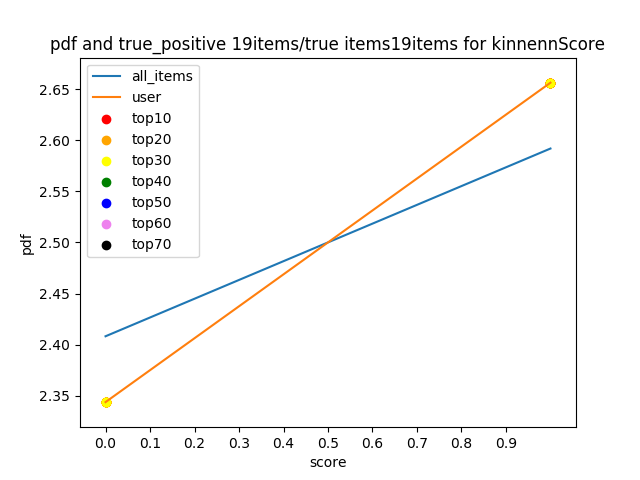 pdf and true_positive 19items/true items19items for kinnennScore
all_items
user
top10
top20
top30
top40
top50
top60
top70
2.65
2.60
2.55
2.50
2.45
2.40
2.35
pdf
0.0 0.1 0.2 0.3 0.4 0.5 0.6 0.7 0.8 0.9
score